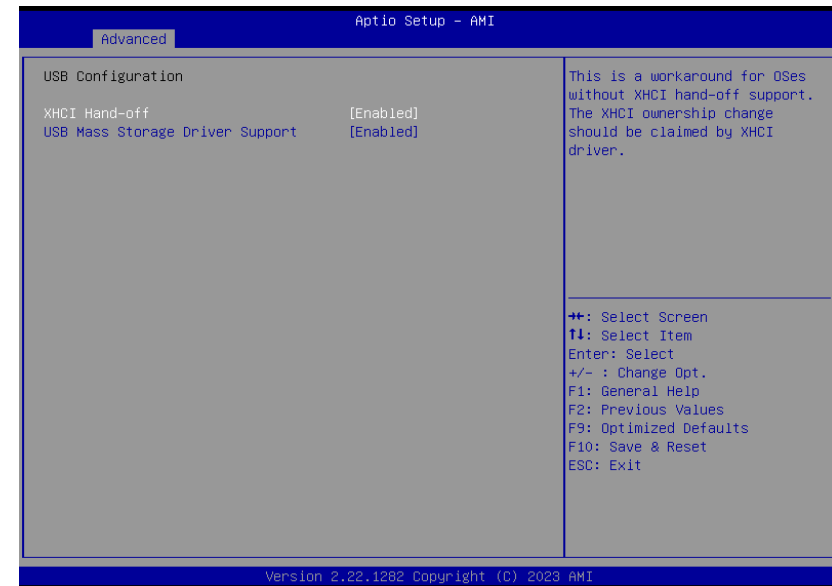 Aptio Setup – AMI
Advanced
USB Configuration
XHCI Hand-off [Enabled]
USB Mass Storage Driver Support [Enabled]
This is a workaround for OSes
without XHCI hand-off support.
The XHCI ownership change
should be claimed by XHCI
driver.
→←: Select Screen
↑↓: Select Item
Enter: Select
+/- : Change Opt.
F1: General Help
F2: Previous Values
F9: Optimized Defaults
F10: Save & Reset
ESC: Exit
Version 2.22.1282 Copyright (C) 2023 AMI